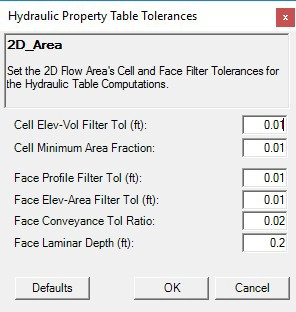 Hydraulic Property Table Tolerances
x
2D_Area
Set the 2D Flow Area's Cell and Face Filter Tolerances for
the Hydraulic Table Computations.
Cell Elev-Vol Filter Tol (ft): 0.01
Cell Minimum Area Fraction: 0.01
Face Profile Filter Tol (ft): 0.01
Face Elev-Area Filter Tol (ft): 0.01
Face Conveyance Tol Ratio: 0.02
Face Laminar Depth (ft): 0.2
Defaults OK Cancel